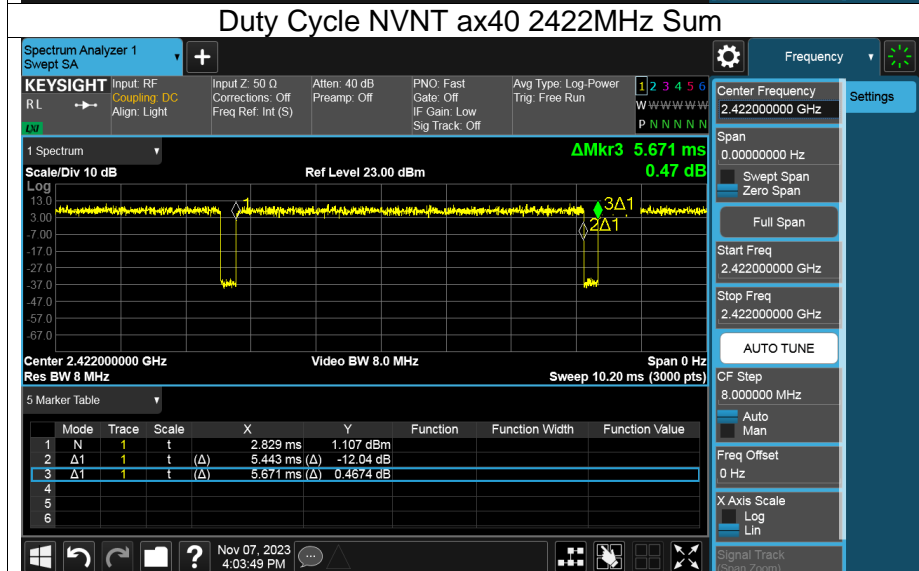 Duty Cycle NVNT ax40 2422MHz Sum
Spectrum Analyzer 1
Swept SA
+
Frequency
KEYSIGHT Input: RF Input Z: 50 Ω Atten: 40 dB PNO: Fast Avg Type: Log-Power 1 2 3 4 5 6
RL Coupling: DC Corrections: Off Preamp: Off Gate: Off Trig: Free Run W W W W W W
Align: Light Freq Ref: Int (S) IF Gain: Low
LXI Sig Track: Off P N N N N N
1 Spectrum ΔMkr3 5.671 ms
Scale/Div 10 dB Ref Level 23.00 dBm 0.47 dB
Log
13.0
3.00
-7.00
-17.0
-27.0
-37.0
-47.0
-57.0
-67.0
1
3Δ1
2Δ1
Center 2.422000000 GHz Video BW 8.0 MHz Span 0 Hz
Res BW 8 MHz Sweep 10.20 ms (3000 pts)
5 Marker Table
Mode Trace Scale X Y Function Function Width Function Value
1 N 1 t 2.829 ms 1.107 dBm
2 Δ1 1 t (Δ) 5.443 ms (Δ) -12.04 dB
3 Δ1 1 t (Δ) 5.671 ms (Δ) 0.4674 dB
4
5
6
? Nov 07, 2023
4:03:49 PM
Center Frequency
2.422000000 GHz
Settings
Span
0.00000000 Hz
Swept Span
Zero Span
Full Span
Start Freq
2.422000000 GHz
Stop Freq
2.422000000 GHz
AUTO TUNE
CF Step
8.000000 MHz
Auto
Man
Freq Offset
0 Hz
X Axis Scale
Log
Lin
Signal Track
(Span Zoom)